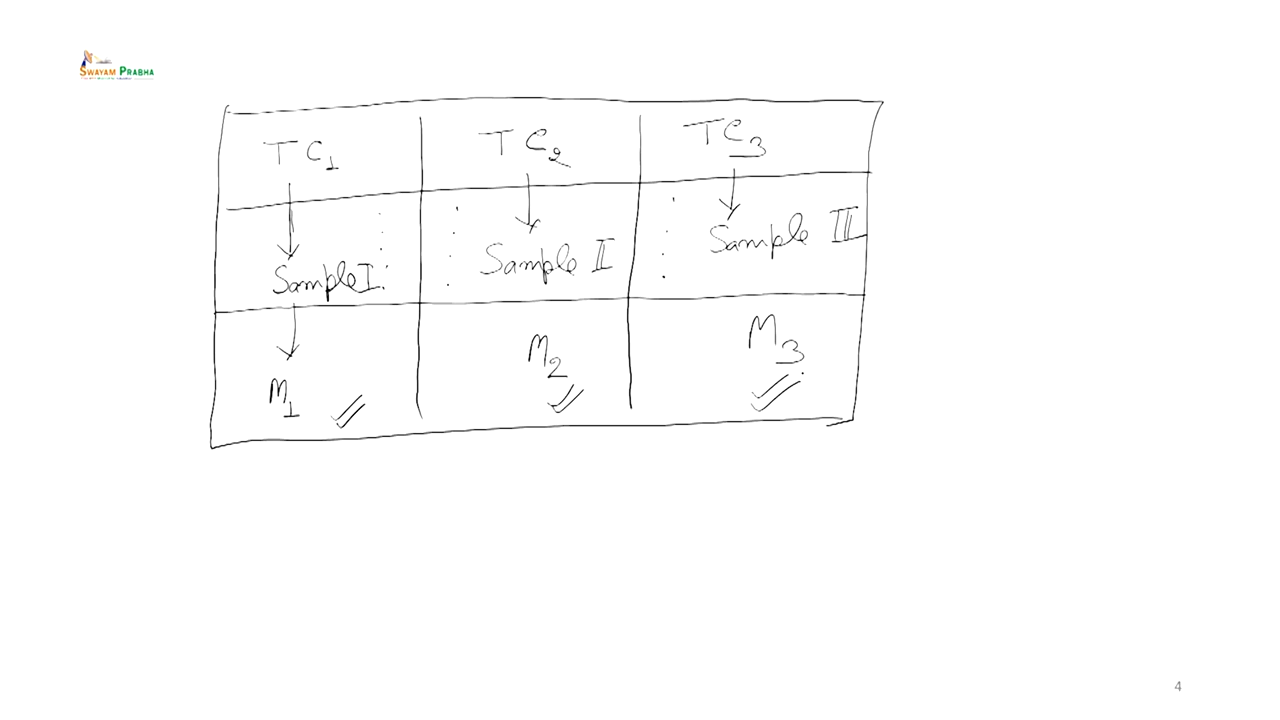 SWAYAM PRABHA
TC1 TC2 TC3
Sample I Sample II Sample III
M1 M2 M3
4